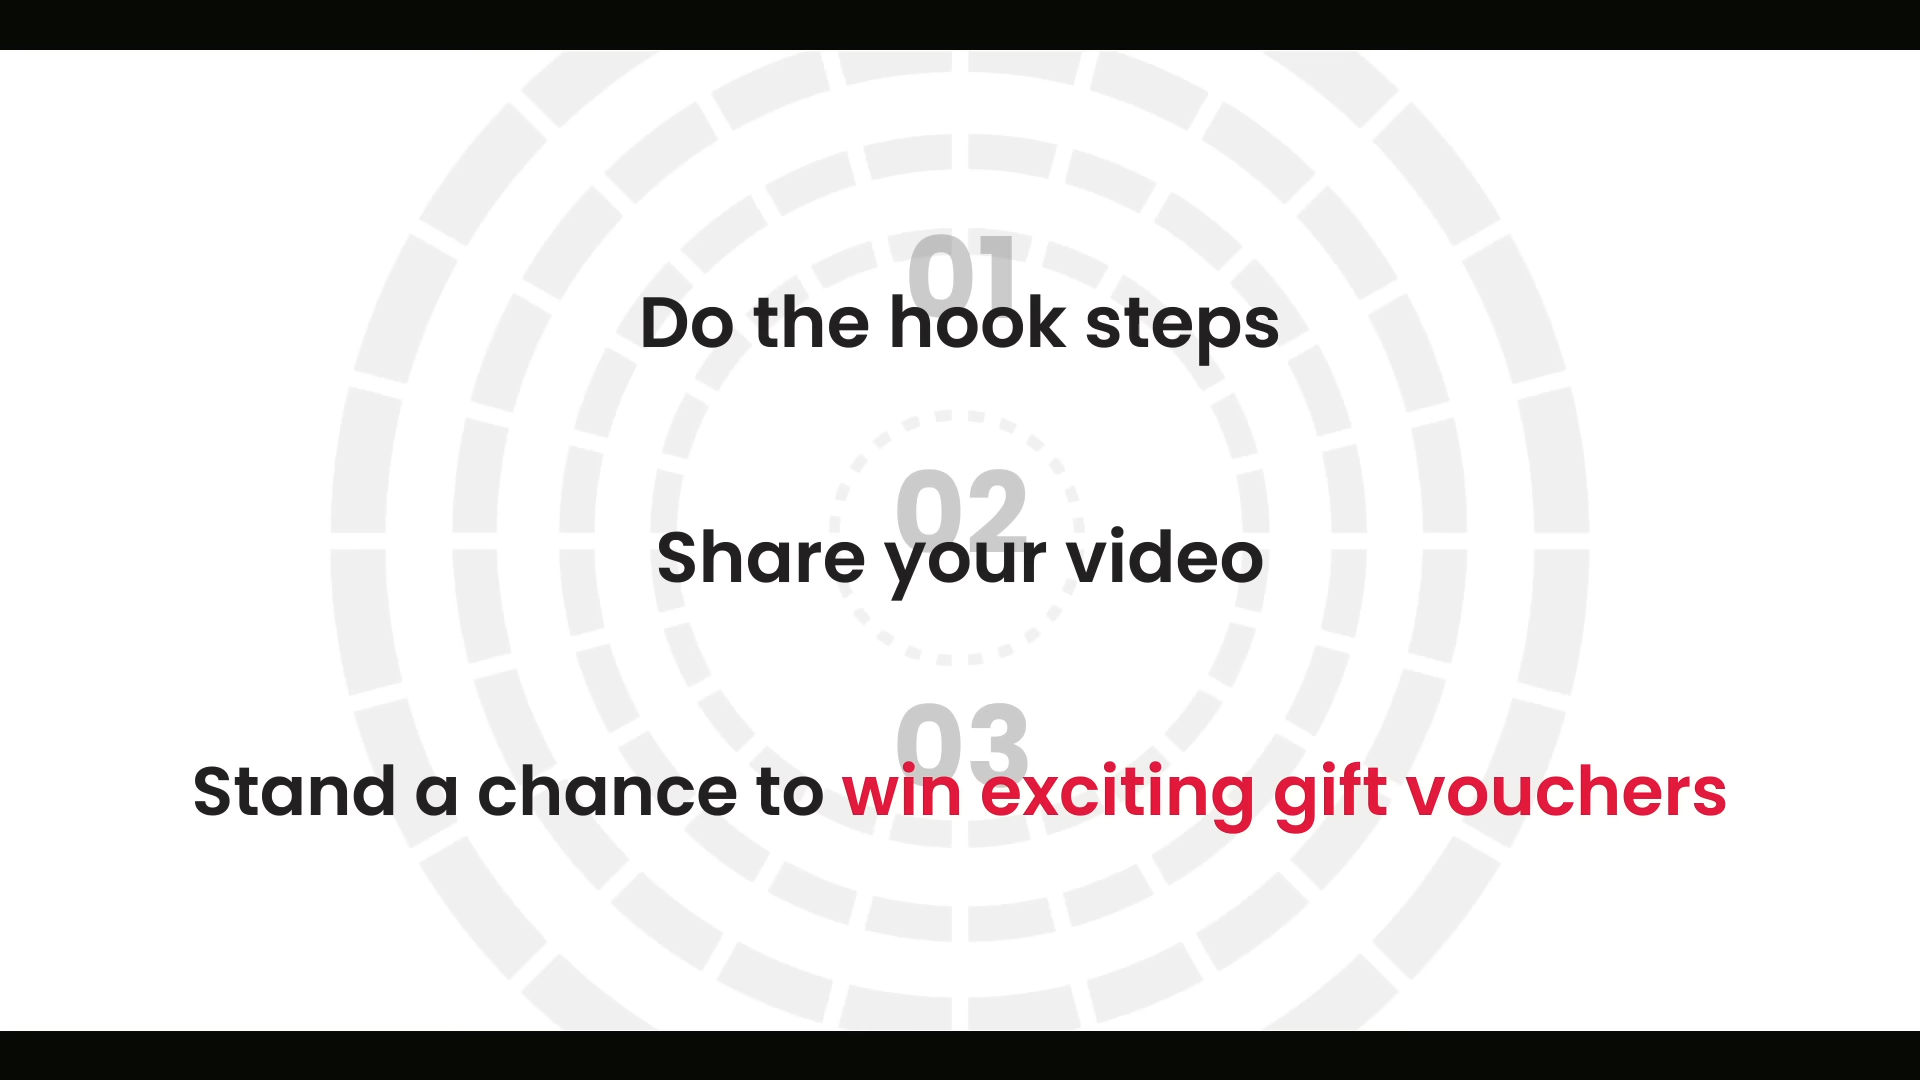 01
Do the hook steps
02
Share your video
03
Stand a chance to win exciting gift vouchers